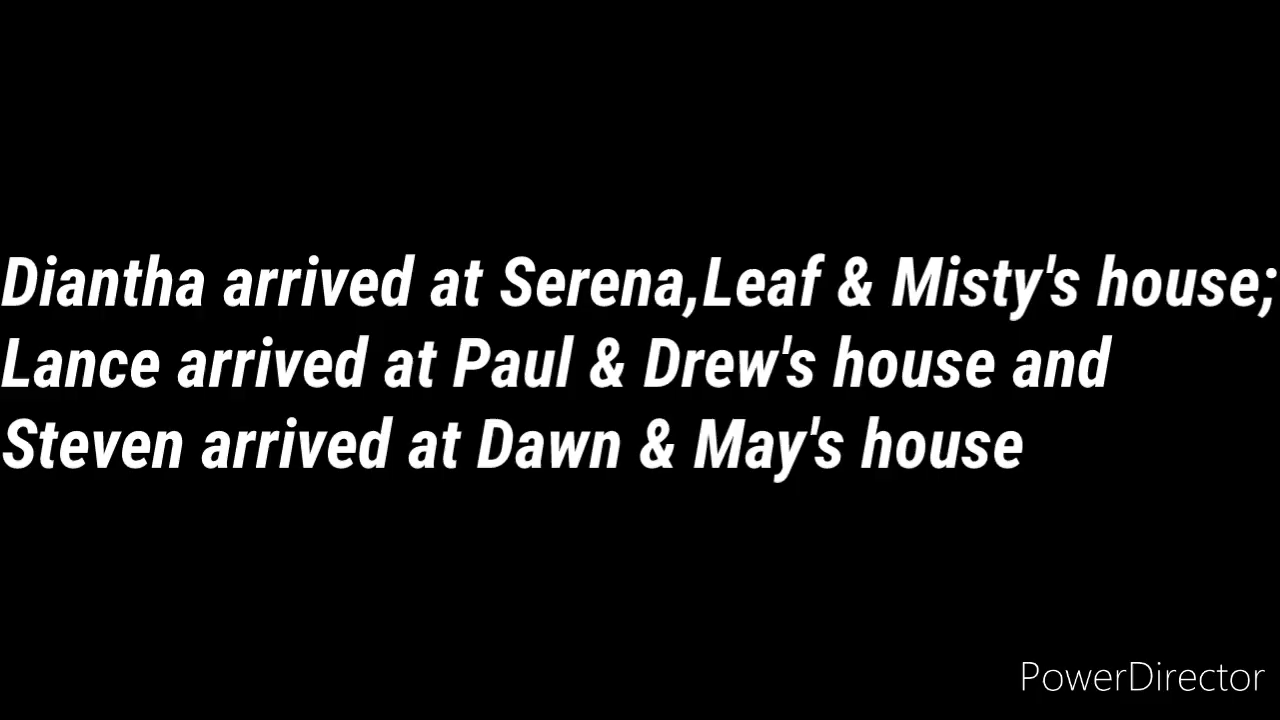 Diantha arrived at Serena,Leaf & Misty's house;
Lance arrived at Paul & Drew's house and
Steven arrived at Dawn & May's house
PowerDirector